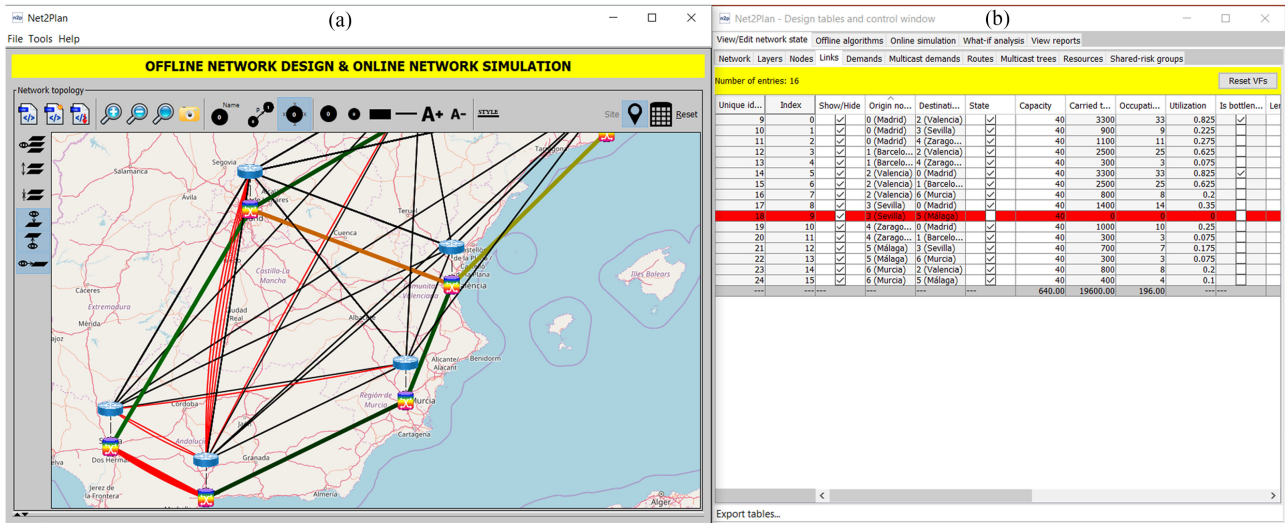 Net2Plan
(a)
File Tools Help
OFFLINE NETWORK DESIGN & ONLINE NETWORK SIMULATION
Network topology
Name
A+ A-
STYLE
Site
Reset
Tarragona
Segovia
Salamanca
Ávila
Teruel
Cuenca
Castilla-La
Mancha
Castellón
de la Plana
Illes Balears
Comunitat
Valenciana
Cáceres
Extremadura
Mérida
Ciudad
Real
Alicante
Alacant
Benidorm
Región de
Murcia
Murcia
Córdoba
Cartagena
Andalucía
Dos Herma
Granada
Jerez de
la Frontera
Almería
Alger
Net2Plan - Design tables and control window
(b)
View/Edit network state Offline algorithms Online simulation What-if analysis View reports
Network Layers Nodes Links Demands Multicast demands Routes Multicast trees Resources Shared-risk groups
Number of entries: 16
Reset VFs
Unique id... Index Show/Hide Origin no... Destinati... State Capacity Carried t... Occupati... Utilization Is bottlen... Ler
9 0 0 (Madrid) 2 (Valencia) 40 3300 33 0.825
10 1 0 (Madrid) 3 (Sevilla) 40 900 9 0.225
11 2 0 (Madrid) 4 (Zarago... 40 1100 11 0.275
12 3 1 (Barcelo... 2 (Valencia) 40 2500 25 0.625
13 4 1 (Barcelo... 4 (Zarago... 40 300 3 0.075
14 5 2 (Valencia) 0 (Madrid) 40 3300 33 0.825
15 6 2 (Valencia) 1 (Barcelo... 40 2500 25 0.625
16 7 2 (Valencia) 6 (Murcia) 40 800 8 0.2
17 8 3 (Sevilla) 0 (Madrid) 40 1400 14 0.35
18 9 3 (Sevilla) 5 (Málaga) 40 0 0 0
19 10 4 (Zarago... 0 (Madrid) 40 1000 10 0.25
20 11 4 (Zarago... 1 (Barcelo... 40 300 3 0.075
21 12 5 (Málaga) 3 (Sevilla) 40 700 7 0.175
22 13 5 (Málaga) 6 (Murcia) 40 300 3 0.075
23 14 6 (Murcia) 2 (Valencia) 40 800 8 0.2
24 15 6 (Murcia) 5 (Málaga) 40 400 4 0.1
--- --- --- --- --- --- 640.00 19600.00 196.00 --- ---
Export tables...